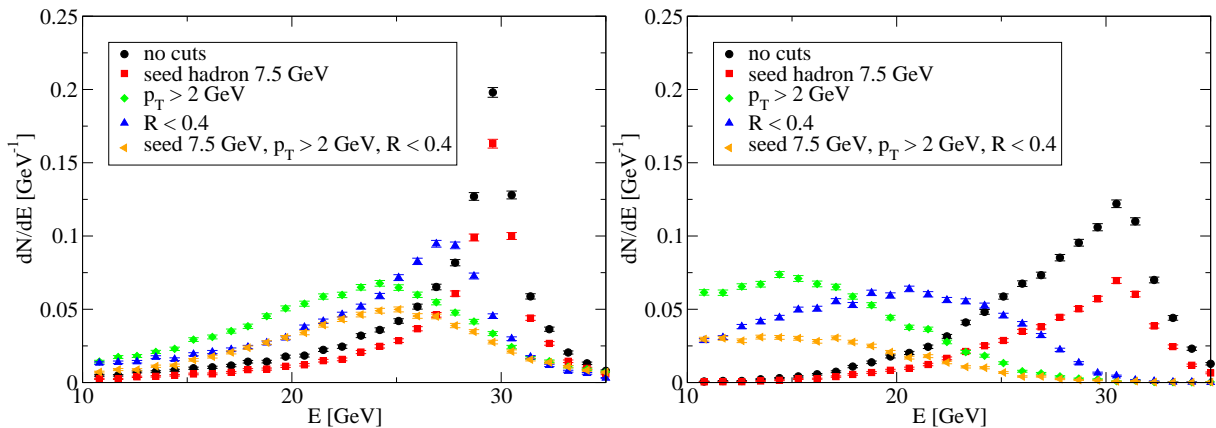 0.25
0.2
0.15
0.1
0.05
0
dN/dE [GeV⁻¹]
no cuts
seed hadron 7.5 GeV
p_T > 2 GeV
R < 0.4
seed 7.5 GeV, p_T > 2 GeV, R < 0.4
10 20 30
E [GeV]
0.25
0.2
0.15
0.1
0.05
0
dN/dE [GeV⁻¹]
no cuts
seed hadron 7.5 GeV
p_T > 2 GeV
R < 0.4
seed 7.5 GeV, p_T > 2 GeV, R < 0.4
10 20 30
E [GeV]